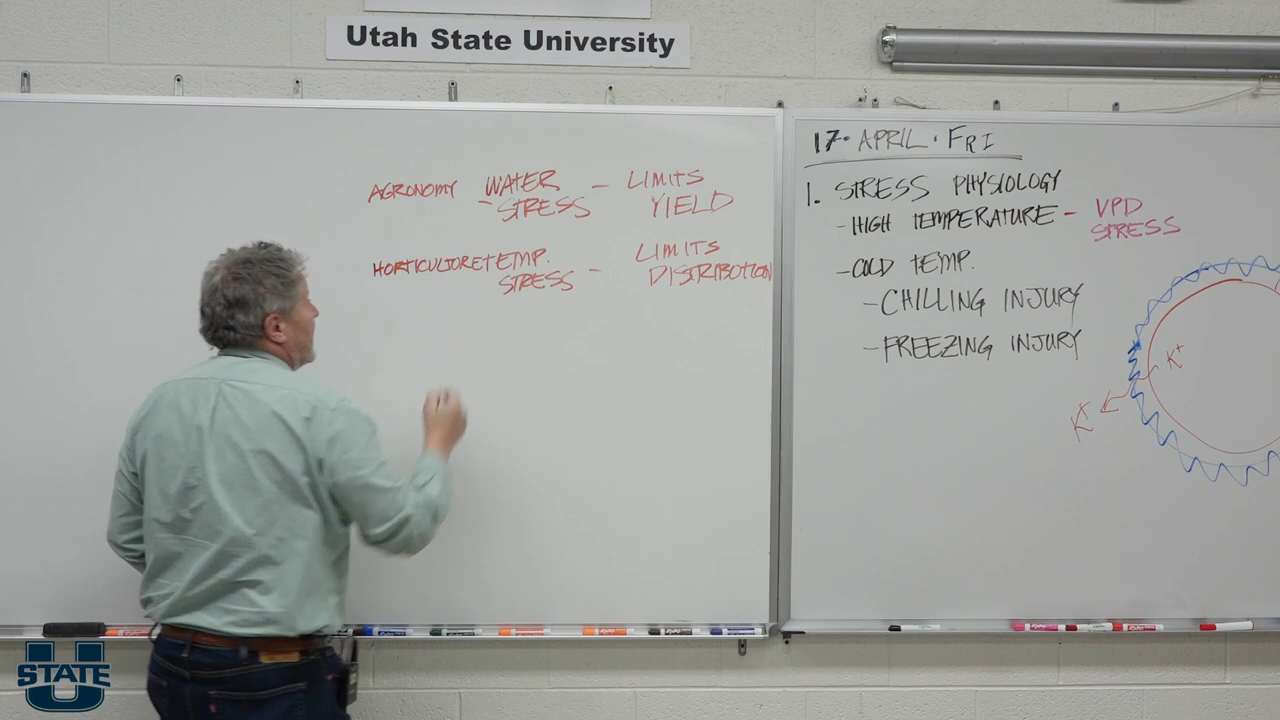 Utah State University
AGRONOMY WATER - LIMITS
- STRESS YIELD
HORTICULTURE TEMP. LIMITS
STRESS - DISTRIBUTION
17 · APRIL · FRI
1. STRESS PHYSIOLOGY
- HIGH TEMPERATURE - VPD
STRESS
- COLD TEMP.
- CHILLING INJURY
- FREEZING INJURY
K+
K+
U
STATE